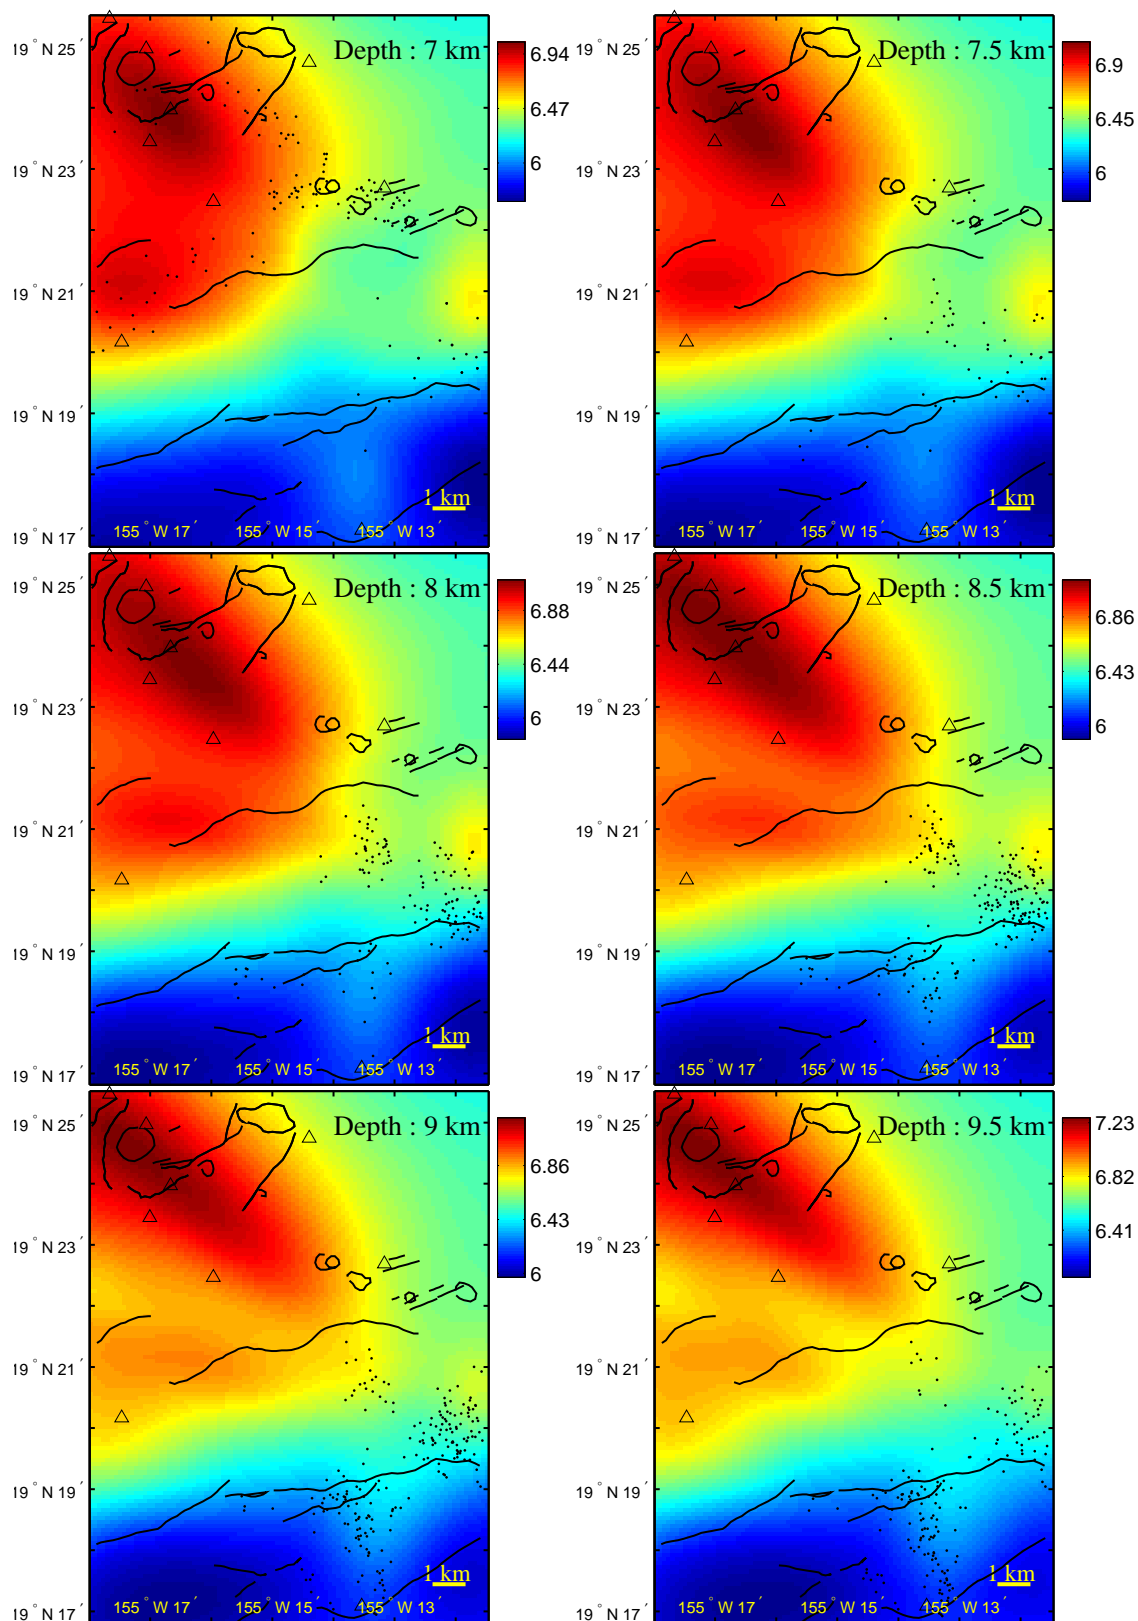 Depth : 7 km
19° N 25′
19° N 23′
19° N 21′
19° N 19′
19° N 17′
155° W 17′ 155° W 15′ 155° W 13′
1 km
6.94
6.47
6
Depth : 7.5 km
19° N 25′
19° N 23′
19° N 21′
19° N 19′
19° N 17′
155° W 17′ 155° W 15′ 155° W 13′
1 km
6.9
6.45
6
Depth : 8 km
19° N 25′
19° N 23′
19° N 21′
19° N 19′
19° N 17′
155° W 17′ 155° W 15′ 155° W 13′
1 km
6.88
6.44
6
Depth : 8.5 km
19° N 25′
19° N 23′
19° N 21′
19° N 19′
19° N 17′
155° W 17′ 155° W 15′ 155° W 13′
1 km
6.86
6.43
6
Depth : 9 km
19° N 25′
19° N 23′
19° N 21′
19° N 19′
19° N 17′
155° W 17′ 155° W 15′ 155° W 13′
1 km
6.86
6.43
6
Depth : 9.5 km
19° N 25′
19° N 23′
19° N 21′
19° N 19′
19° N 17′
155° W 17′ 155° W 15′ 155° W 13′
1 km
7.23
6.82
6.41